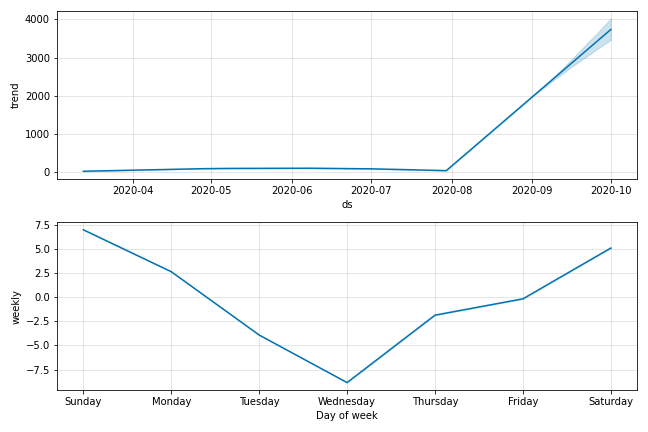 4000
3000
2000
1000
0
trend
2020-04 2020-05 2020-06 2020-07 2020-08 2020-09 2020-10
ds
7.5
5.0
2.5
0.0
−2.5
−5.0
−7.5
weekly
Sunday Monday Tuesday Wednesday Thursday Friday Saturday
Day of week